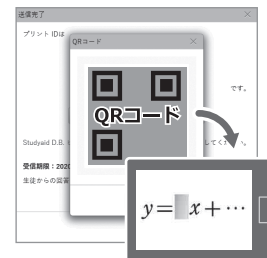 送信完了
プリント IDは
QRコード
です。
QRコード
Studyaid D.B.
してください。
受信期限：202
生徒からの回答
y= x+…